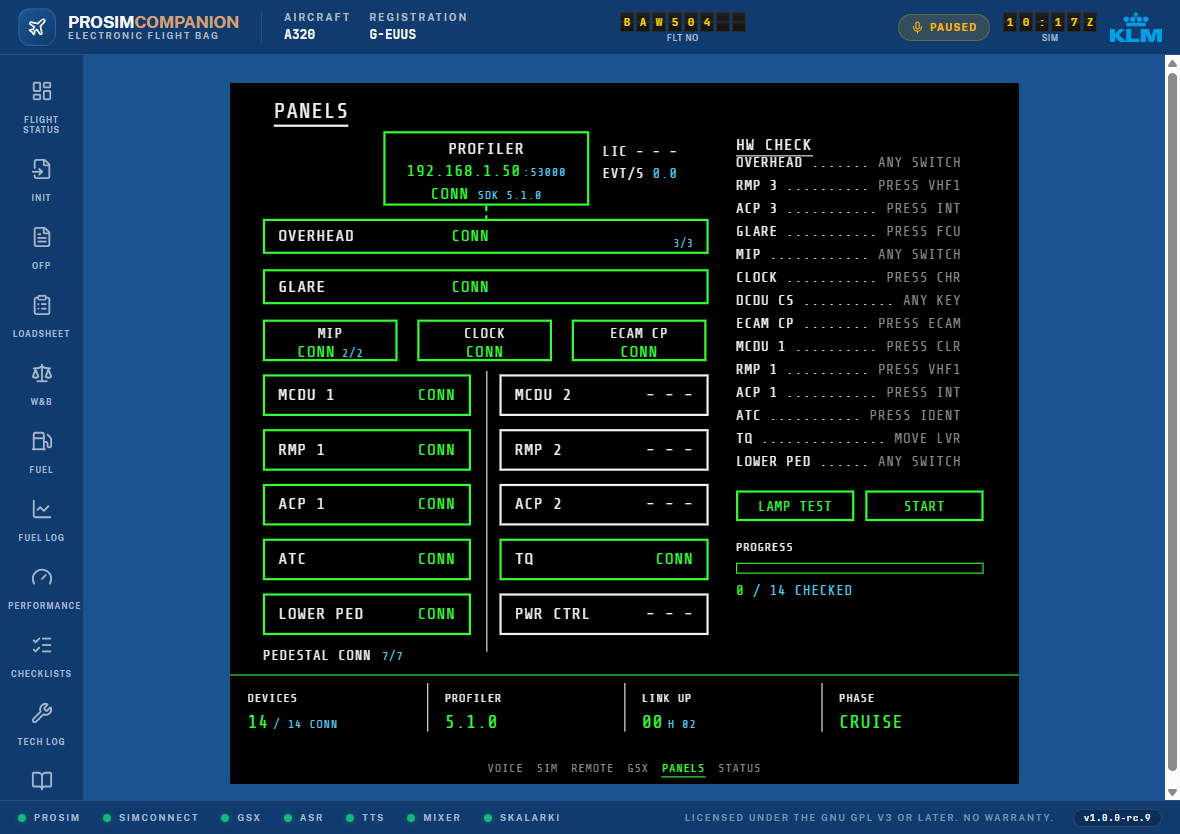 PROSIMCOMPANION
ELECTRONIC FLIGHT BAG
AIRCRAFT
A320
REGISTRATION
G-EUUS
BAW504
FLT NO
PAUSED
10:17Z
SIM
KLM
FLIGHT STATUS
INIT
OFP
LOADSHEET
W&B
FUEL
FUEL LOG
PERFORMANCE
CHECKLISTS
TECH LOG
PANELS
PROFILER
192.168.1.50:53000
CONN SDK 5.1.0
LIC - - -
EVT/S 0.0
OVERHEAD CONN 3/3
GLARE CONN
MIP
CONN 2/2
CLOCK
CONN
ECAM CP
CONN
MCDU 1 CONN
MCDU 2 - - -
RMP 1 CONN
RMP 2 - - -
ACP 1 CONN
ACP 2 - - -
ATC CONN
TQ CONN
LOWER PED CONN
PWR CTRL - - -
PEDESTAL CONN 7/7
HW CHECK
OVERHEAD ....... ANY SWITCH
RMP 3 .......... PRESS VHF1
ACP 3 ........... PRESS INT
GLARE ........... PRESS FCU
MIP ............ ANY SWITCH
CLOCK ........... PRESS CHR
DCDU CS ........... ANY KEY
ECAM CP ......... PRESS ECAM
MCDU 1 .......... PRESS CLR
RMP 1 .......... PRESS VHF1
ACP 1 ........... PRESS INT
ATC ........... PRESS IDENT
TQ ............... MOVE LVR
LOWER PED ...... ANY SWITCH
LAMP TEST
START
PROGRESS
0 / 14 CHECKED
DEVICES
14 / 14 CONN
PROFILER
5.1.0
LINK UP
00 H 02
PHASE
CRUISE
VOICE SIM REMOTE GSX PANELS STATUS
PROSIM SIMCONNECT GSX ASR TTS MIXER SKALARKI
LICENSED UNDER THE GNU GPL V3 OR LATER. NO WARRANTY.
v1.0.0-rc.9